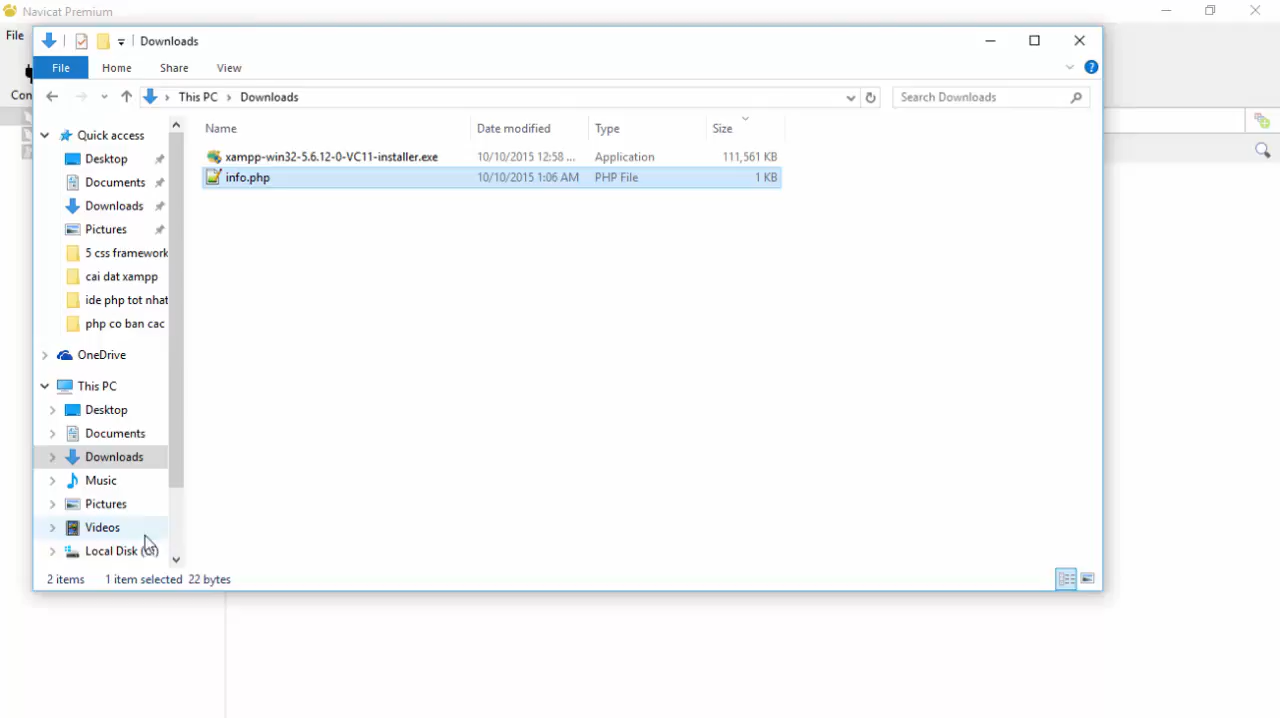 Navicat Premium
File
Downloads
File Home Share View
This PC Downloads Search Downloads
Name Date modified Type Size
Quick access
xampp-win32-5.6.12-0-VC11-installer.exe 10/10/2015 12:58 ... Application 111,561 KB
info.php 10/10/2015 1:06 AM PHP File 1 KB
Desktop
Documents
Downloads
Pictures
5 css framework
cai dat xampp
ide php tot nhat
php co ban cac
OneDrive
This PC
Desktop
Documents
Downloads
Music
Pictures
Videos
Local Disk
2 items 1 item selected 22 bytes